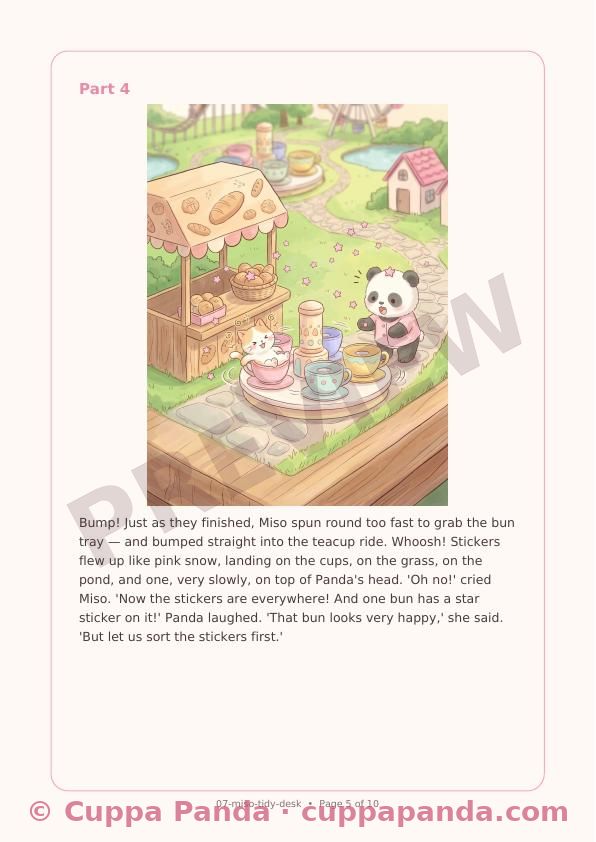 Part 4
Bump! Just as they finished, Miso spun round too fast to grab the bun
tray — and bumped straight into the teacup ride. Whoosh! Stickers
flew up like pink snow, landing on the cups, on the grass, on the
pond, and one, very slowly, on top of Panda's head. 'Oh no!' cried
Miso. 'Now the stickers are everywhere! And one bun has a star
sticker on it!' Panda laughed. 'That bun looks very happy,' she said.
'But let us sort the stickers first.'
PREVIEW
07-miso-tidy-desk • Page 5 of 10
© Cuppa Panda · cuppapanda.com